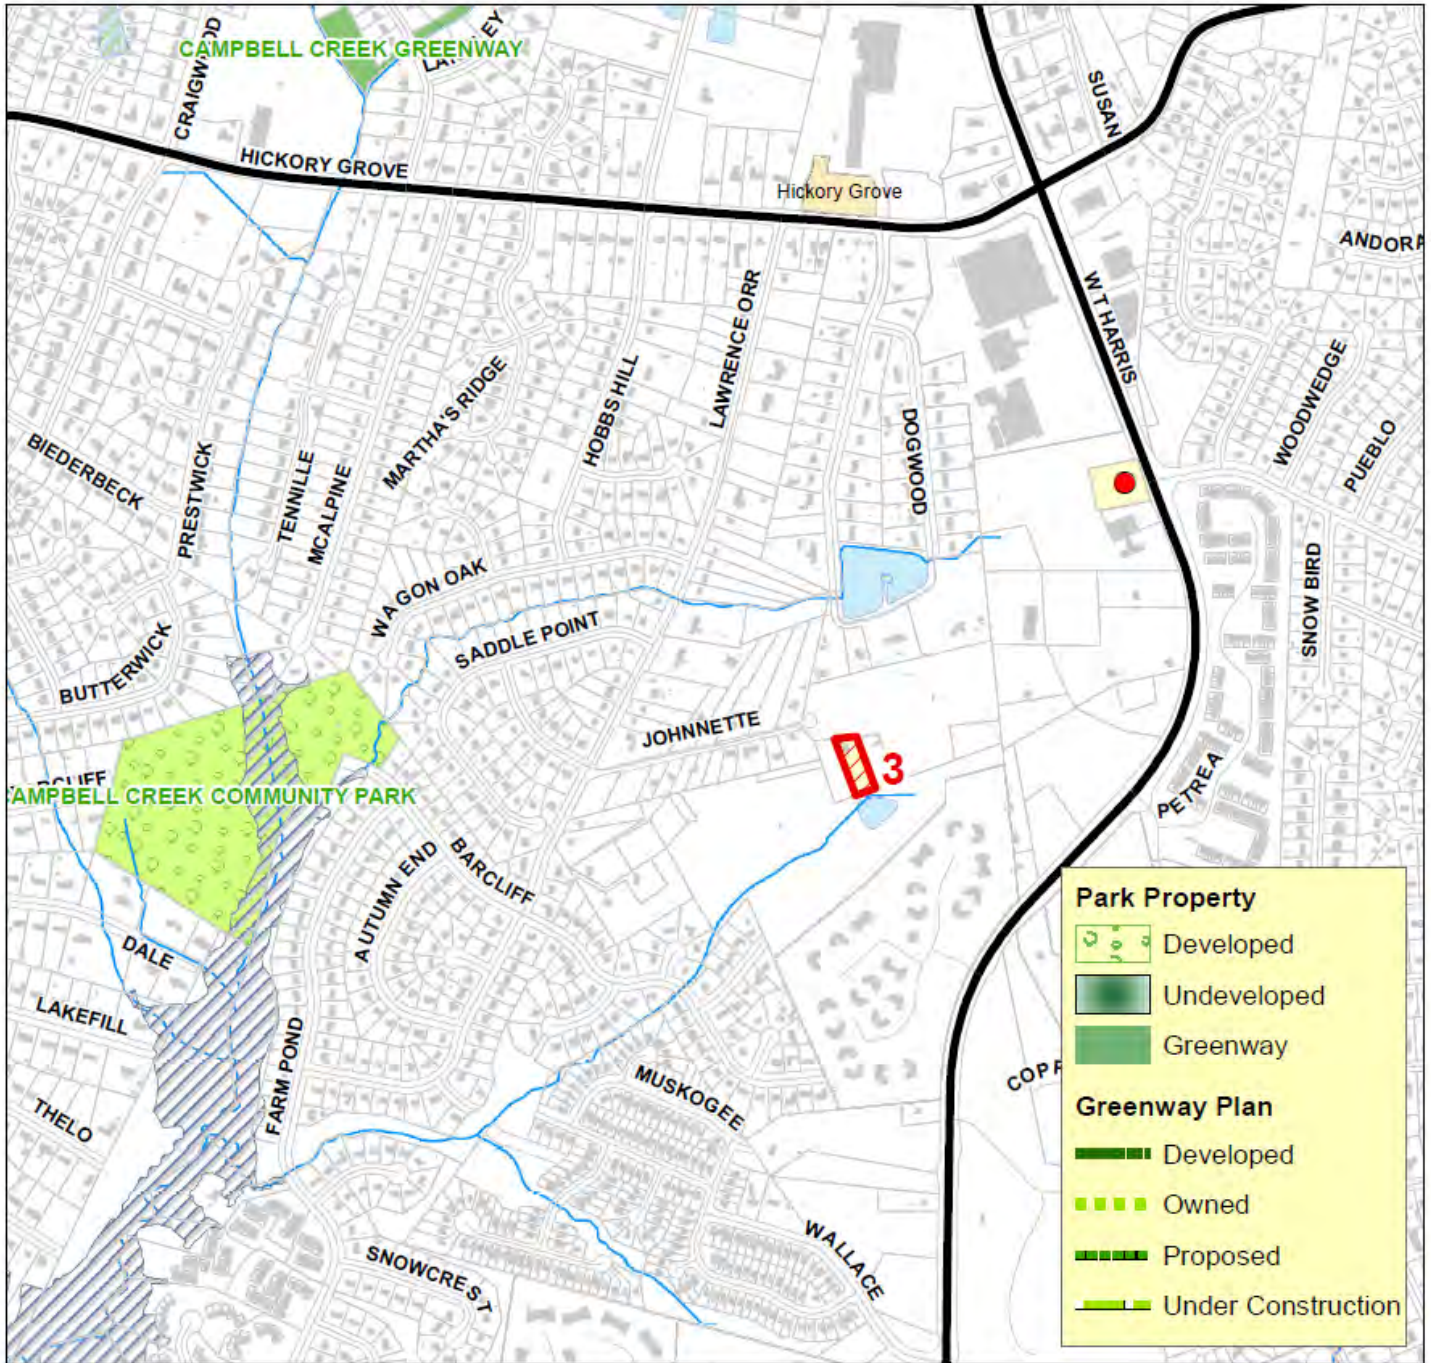 CRAIGWOOD
CAMPBELL CREEK GREENWAY
SUSAN
HICKORY GROVE
Hickory Grove
ANDORA
W T HARRIS
LAWRENCE ORR
HOBBS HILL
MARTHA'S RIDGE
WOODWEDGE
PUEBLO
DOGWOOD
BIEDERBECK
PRESTWICK
TENNILLE
MCALPINE
WAGON OAK
SADDLE POINT
SNOW BIRD
BUTTERWICK
JOHNNETTE
3
PETREA
CAMPBELL CREEK COMMUNITY PARK
AUTUMN END
BARCLIFF
DALE
LAKEFILL
THELO
FARM POND
MUSKOGEE
COPP
WALLACE
SNOWCREST
Park Property
Developed
Undeveloped
Greenway
Greenway Plan
Developed
Owned
Proposed
Under Construction